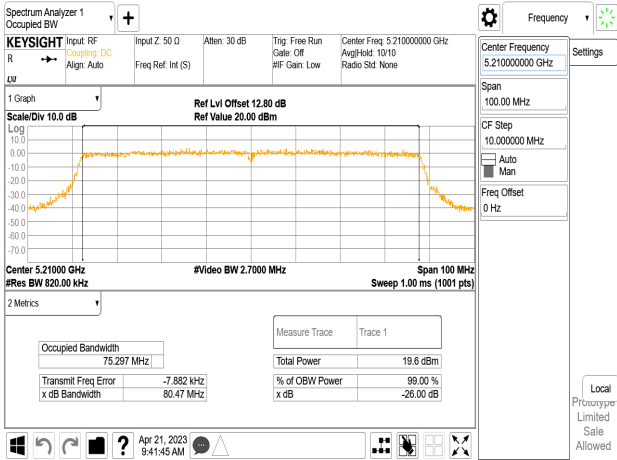 Spectrum Analyzer 1
Occupied BW
KEYSIGHT
R
LXI
Input: RF
Coupling: DC
Align: Auto
Input Z: 50 Ω
Freq Ref: Int (S)
Atten: 30 dB
Trig: Free Run
Gate: Off
#IF Gain: Low
Center Freq: 5.210000000 GHz
Avg|Hold: 10/10
Radio Std: None
1 Graph
Scale/Div 10.0 dB
Ref Lvl Offset 12.80 dB
Ref Value 20.00 dBm
Log
10.0
0.00
-10.0
-20.0
-30.0
-40.0
-50.0
-60.0
-70.0
Center 5.21000 GHz
#Res BW 820.00 kHz
#Video BW 2.7000 MHz
Span 100 MHz
Sweep 1.00 ms (1001 pts)
2 Metrics
Measure Trace
Trace 1
Occupied Bandwidth
75.297 MHz
Total Power
19.6 dBm
Transmit Freq Error
-7.882 kHz
% of OBW Power
99.00 %
x dB Bandwidth
80.47 MHz
x dB
-26.00 dB
?
Apr 21, 2023
9:41:45 AM
Frequency
Center Frequency
5.210000000 GHz
Settings
Span
100.00 MHz
CF Step
10.000000 MHz
Auto
Man
Freq Offset
0 Hz
Local
Prototype
Limited
Sale
Allowed